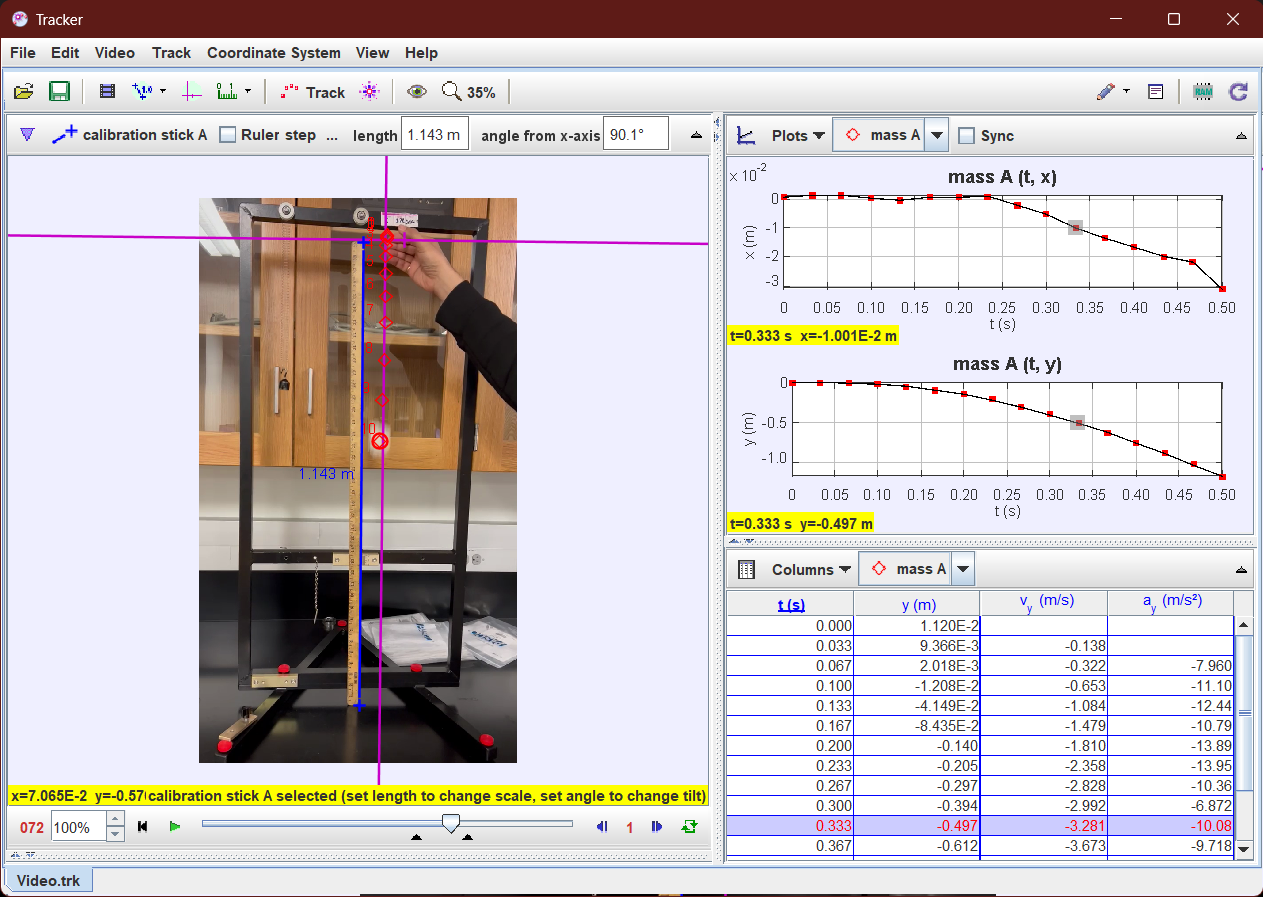 Tracker
File Edit Video Track Coordinate System View Help
Track 35% RAM
calibration stick A Ruler step ... length 1.143 m angle from x-axis 90.1°
Plots mass A Sync
mass A (t, x)
× 10-2
0
-1
-2
-3
x (m)
0 0.05 0.10 0.15 0.20 0.25 0.30 0.35 0.40 0.45 0.50
t (s)
t=0.333 s x=-1.001E-2 m
mass A (t, y)
0
-0.5
-1.0
y (m)
0 0.05 0.10 0.15 0.20 0.25 0.30 0.35 0.40 0.45 0.50
t (s)
t=0.333 s y=-0.497 m
7
9
10
1.143 m
Columns mass A
t (s) y (m) vy (m/s) ay (m/s²)
0.000 1.120E-2
0.033 9.366E-3 -0.138
0.067 2.018E-3 -0.322 -7.960
0.100 -1.208E-2 -0.653 -11.10
0.133 -4.149E-2 -1.084 -12.44
0.167 -8.435E-2 -1.479 -10.79
0.200 -0.140 -1.810 -13.89
0.233 -0.205 -2.358 -13.95
0.267 -0.297 -2.828 -10.36
0.300 -0.394 -2.992 -6.872
0.333 -0.497 -3.281 -10.08
0.367 -0.612 -3.673 -9.718
x=7.065E-2 y=-0.57 calibration stick A selected (set length to change scale, set angle to change tilt)
072 100% 1
Video.trk